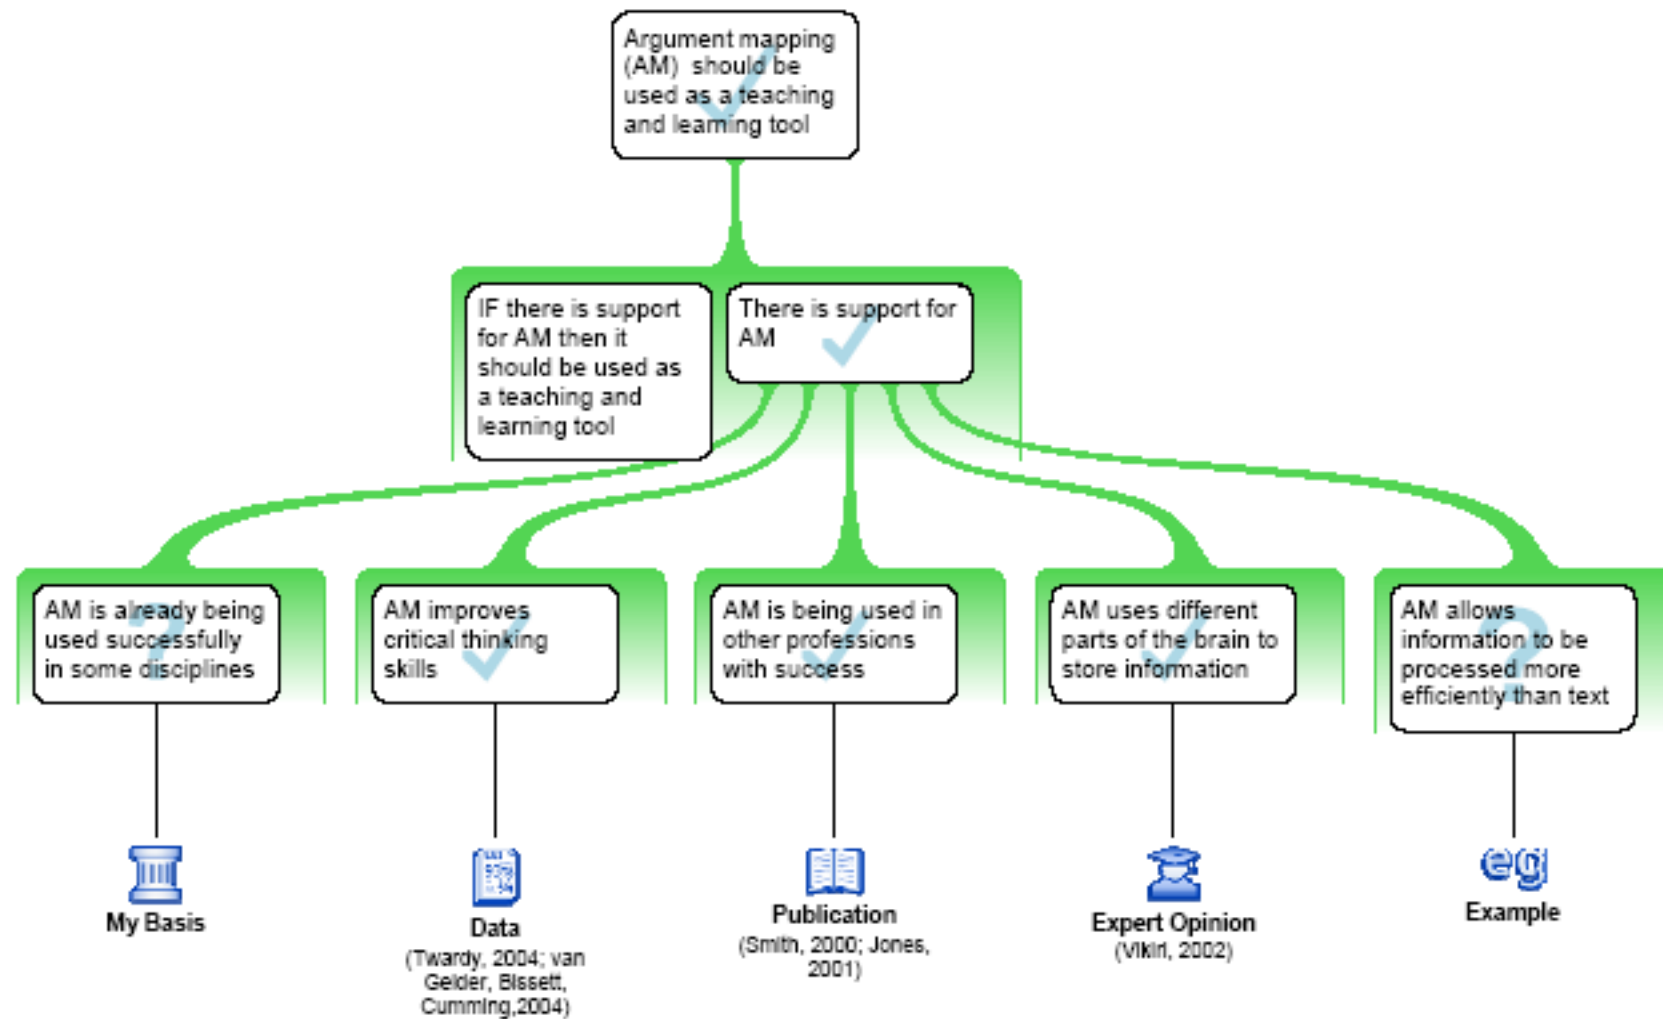 Argument mapping
(AM) should be
used as a teaching
and learning tool
IF there is support
for AM then it
should be used as
a teaching and
learning tool
There is support for
AM
AM is already being
used successfully
in some disciplines
AM improves
critical thinking
skills
AM is being used in
other professions
with success
AM uses different
parts of the brain to
store information
AM allows
information to be
processed more
efficiently than text
My Basis
Data
(Twardy, 2004; van
Gelder, Bissett,
Cumming,2004)
Publication
(Smith, 2000; Jones,
2001)
Expert Opinion
(Vikiri, 2002)
eg
Example